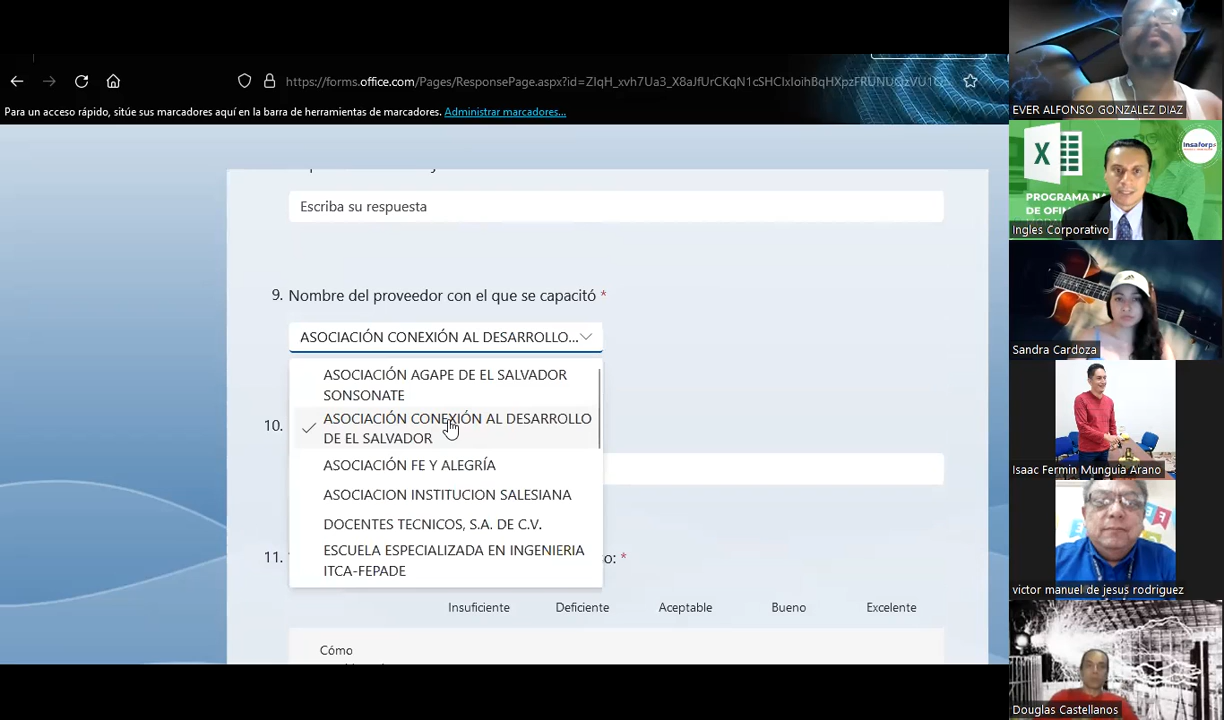 https://forms.office.com/Pages/ResponsePage.aspx?id=
Para un acceso rápido, sitúe sus marcadores aquí en la barra de herramientas de marcadores. Administrar marcadores...
Escriba su respuesta
9. Nombre del proveedor con el que se capacitó *
ASOCIACIÓN CONEXIÓN AL DESARROLLO...
ASOCIACIÓN AGAPE DE EL SALVADOR
SONSONATE
ASOCIACIÓN CONEXIÓN AL DESARROLLO
DE EL SALVADOR
10.
ASOCIACIÓN FE Y ALEGRÍA
ASOCIACION INSTITUCION SALESIANA
DOCENTES TECNICOS, S.A. DE C.V.
ESCUELA ESPECIALIZADA EN INGENIERIA
ITCA-FEPADE
11. so: *
Insuficiente Deficiente Aceptable Bueno Excelente
Cómo
EVER ALFONSO GONZALEZ DIAZ
X
insaforp
PROGRAMA NA
DE OFIM
Ingles Corporativo
Sandra Cardoza
Isaac Fermin Munguia Arano
victor manuel de jesus rodriguez
Douglas Castellanos